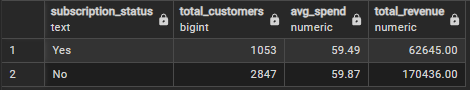 subscription_status total_customers avg_spend total_revenue
text bigint numeric numeric
1 Yes 1053 59.49 62645.00
2 No 2847 59.87 170436.00